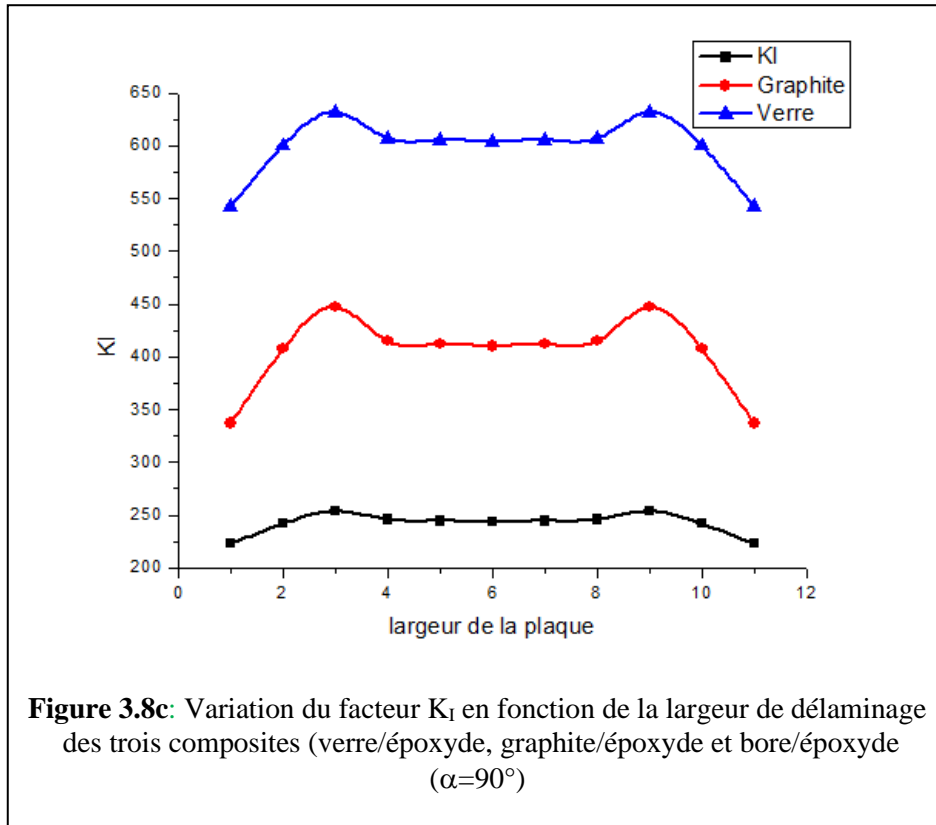 KI
Graphite
Verre
650
600
550
500
450
400
350
300
250
200
KI
0 2 4 6 8 10 12
largeur de la plaque
Figure 3.8c: Variation du facteur KI en fonction de la largeur de délaminage
des trois composites (verre/époxyde, graphite/époxyde et bore/époxyde
(α=90°)